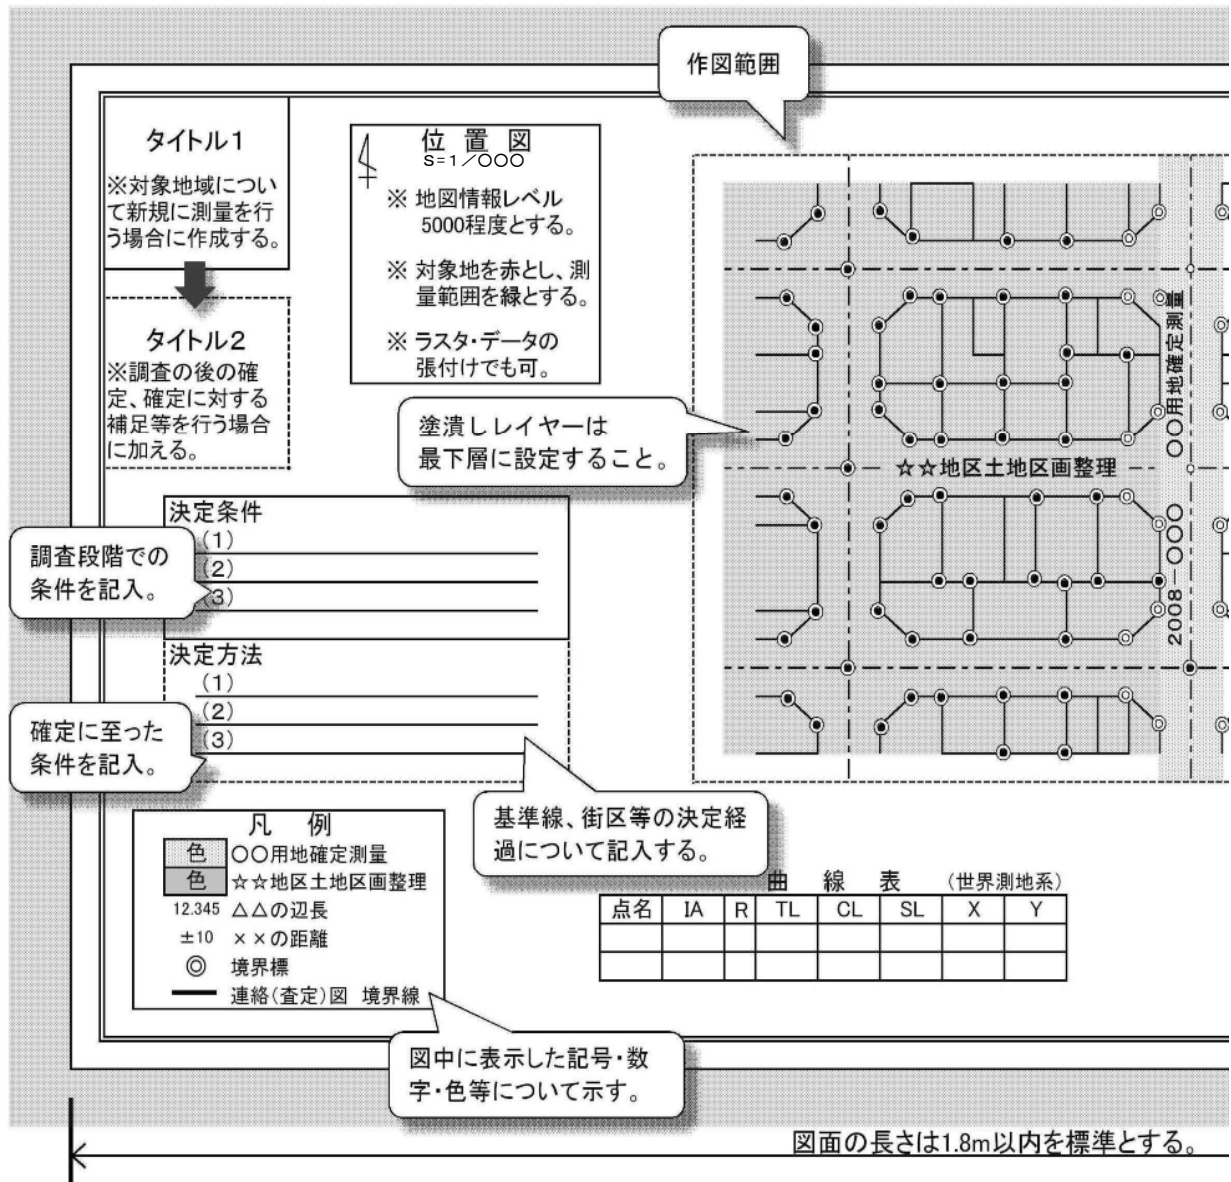 作図範囲
タイトル1
※対象地域につい
て新規に測量を行
う場合に作成する。
タイトル2
※調査の後の確
定、確定に対する
補足等を行う場合
に加える。
位 置 図
S=1/〇〇〇
※ 地図情報レベル
5000程度とする。
※ 対象地を赤とし、測
量範囲を緑とする。
※ ラスタ・データの
張付けでも可。
塗潰しレイヤーは
最下層に設定すること。
☆☆地区土地区画整理
2008-〇〇〇 〇〇用地確定測量
決定条件
(1)
(2)
(3)
調査段階での
条件を記入。
決定方法
(1)
(2)
(3)
確定に至った
条件を記入。
基準線、街区等の決定経
過について記入する。
凡 例
色 〇〇用地確定測量
色 ☆☆地区土地区画整理
12.345 △△の辺長
±10 ××の距離
◎ 境界標
連絡(査定)図 境界線
図中に表示した記号・数
字・色等について示す。
曲 線 表 (世界測地系)
点名 IA R TL CL SL X Y
図面の長さは1.8m以内を標準とする。